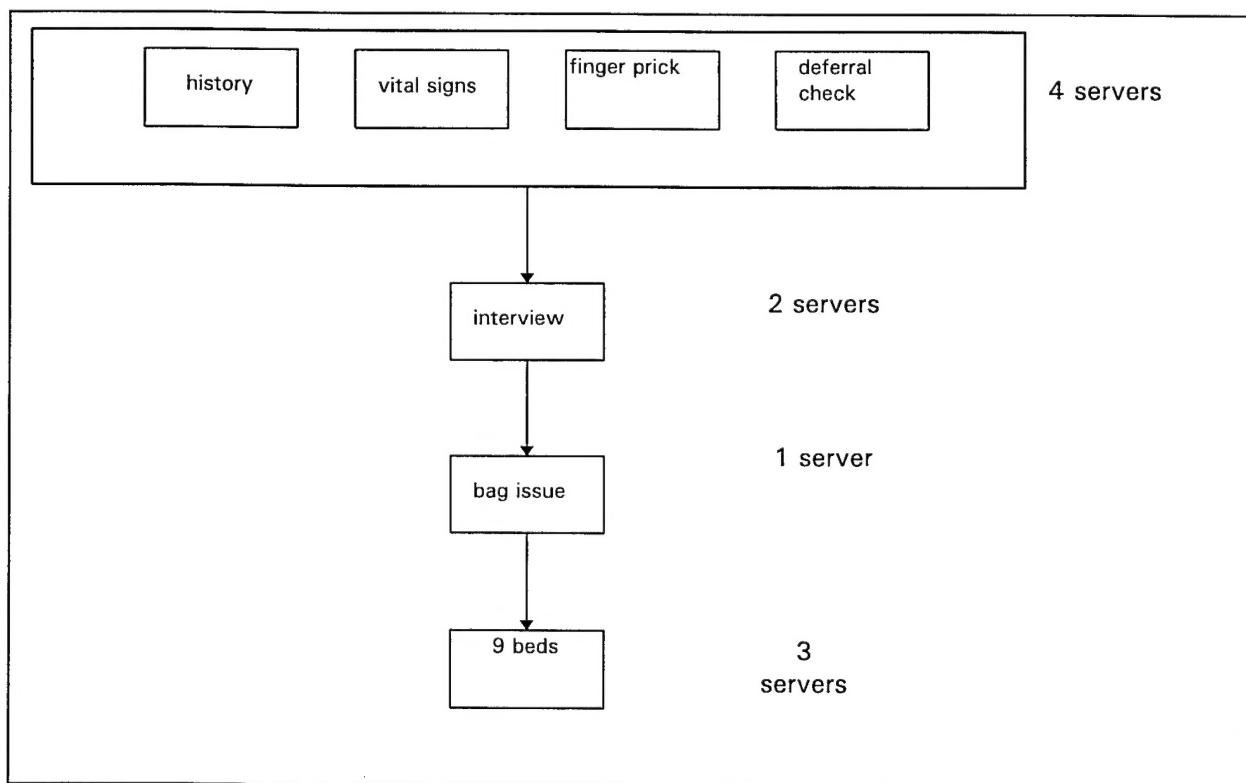 history
vital signs
finger prick
deferral
check
4 servers
interview
2 servers
bag issue
1 server
9 beds
3
servers